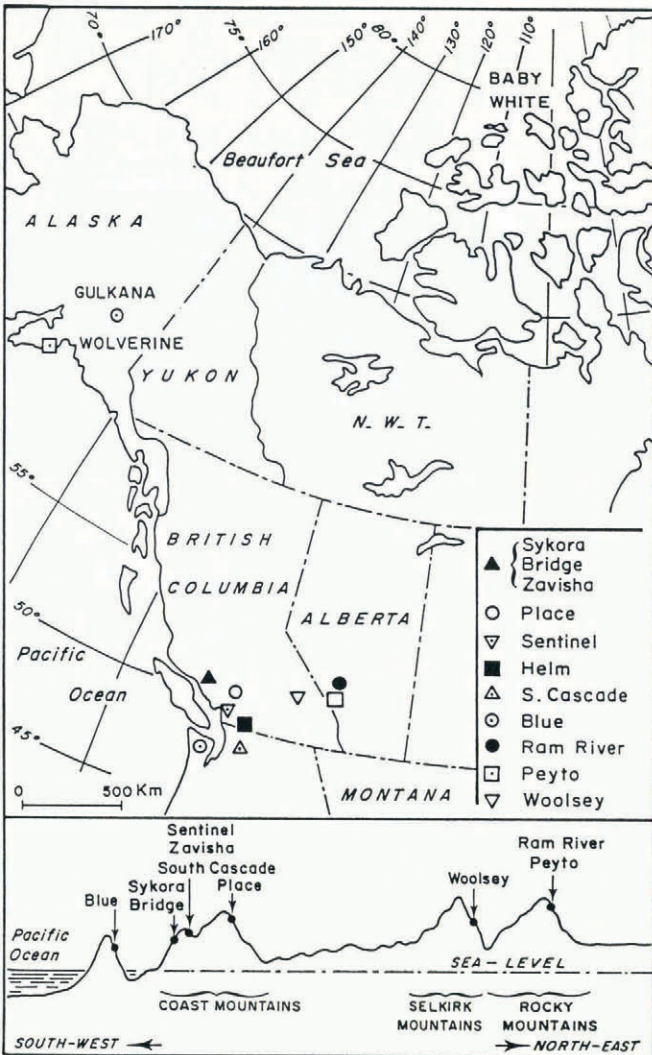 70°
170°
75°
160°
150°
80°
140°
130°
120°
110°
BABY
WHITE
Beaufort Sea
ALASKA
GULKANA
WOLVERINE
YUKON
N.W.T.
55°
BRITISH
COLUMBIA
ALBERTA
50°
Pacific
Ocean
45°
0 500 Km
MONTANA
Sykora
Bridge
Zavisha
Place
Sentinel
Helm
S. Cascade
Blue
Ram River
Peyto
Woolsey
Sentinel
Zavisha
South Cascade
Place
Sykora
Bridge
Blue
Woolsey
Ram River
Peyto
Pacific
Ocean
SEA-LEVEL
COAST MOUNTAINS
SELKIRK
MOUNTAINS
ROCKY
MOUNTAINS
SOUTH-WEST
NORTH-EAST